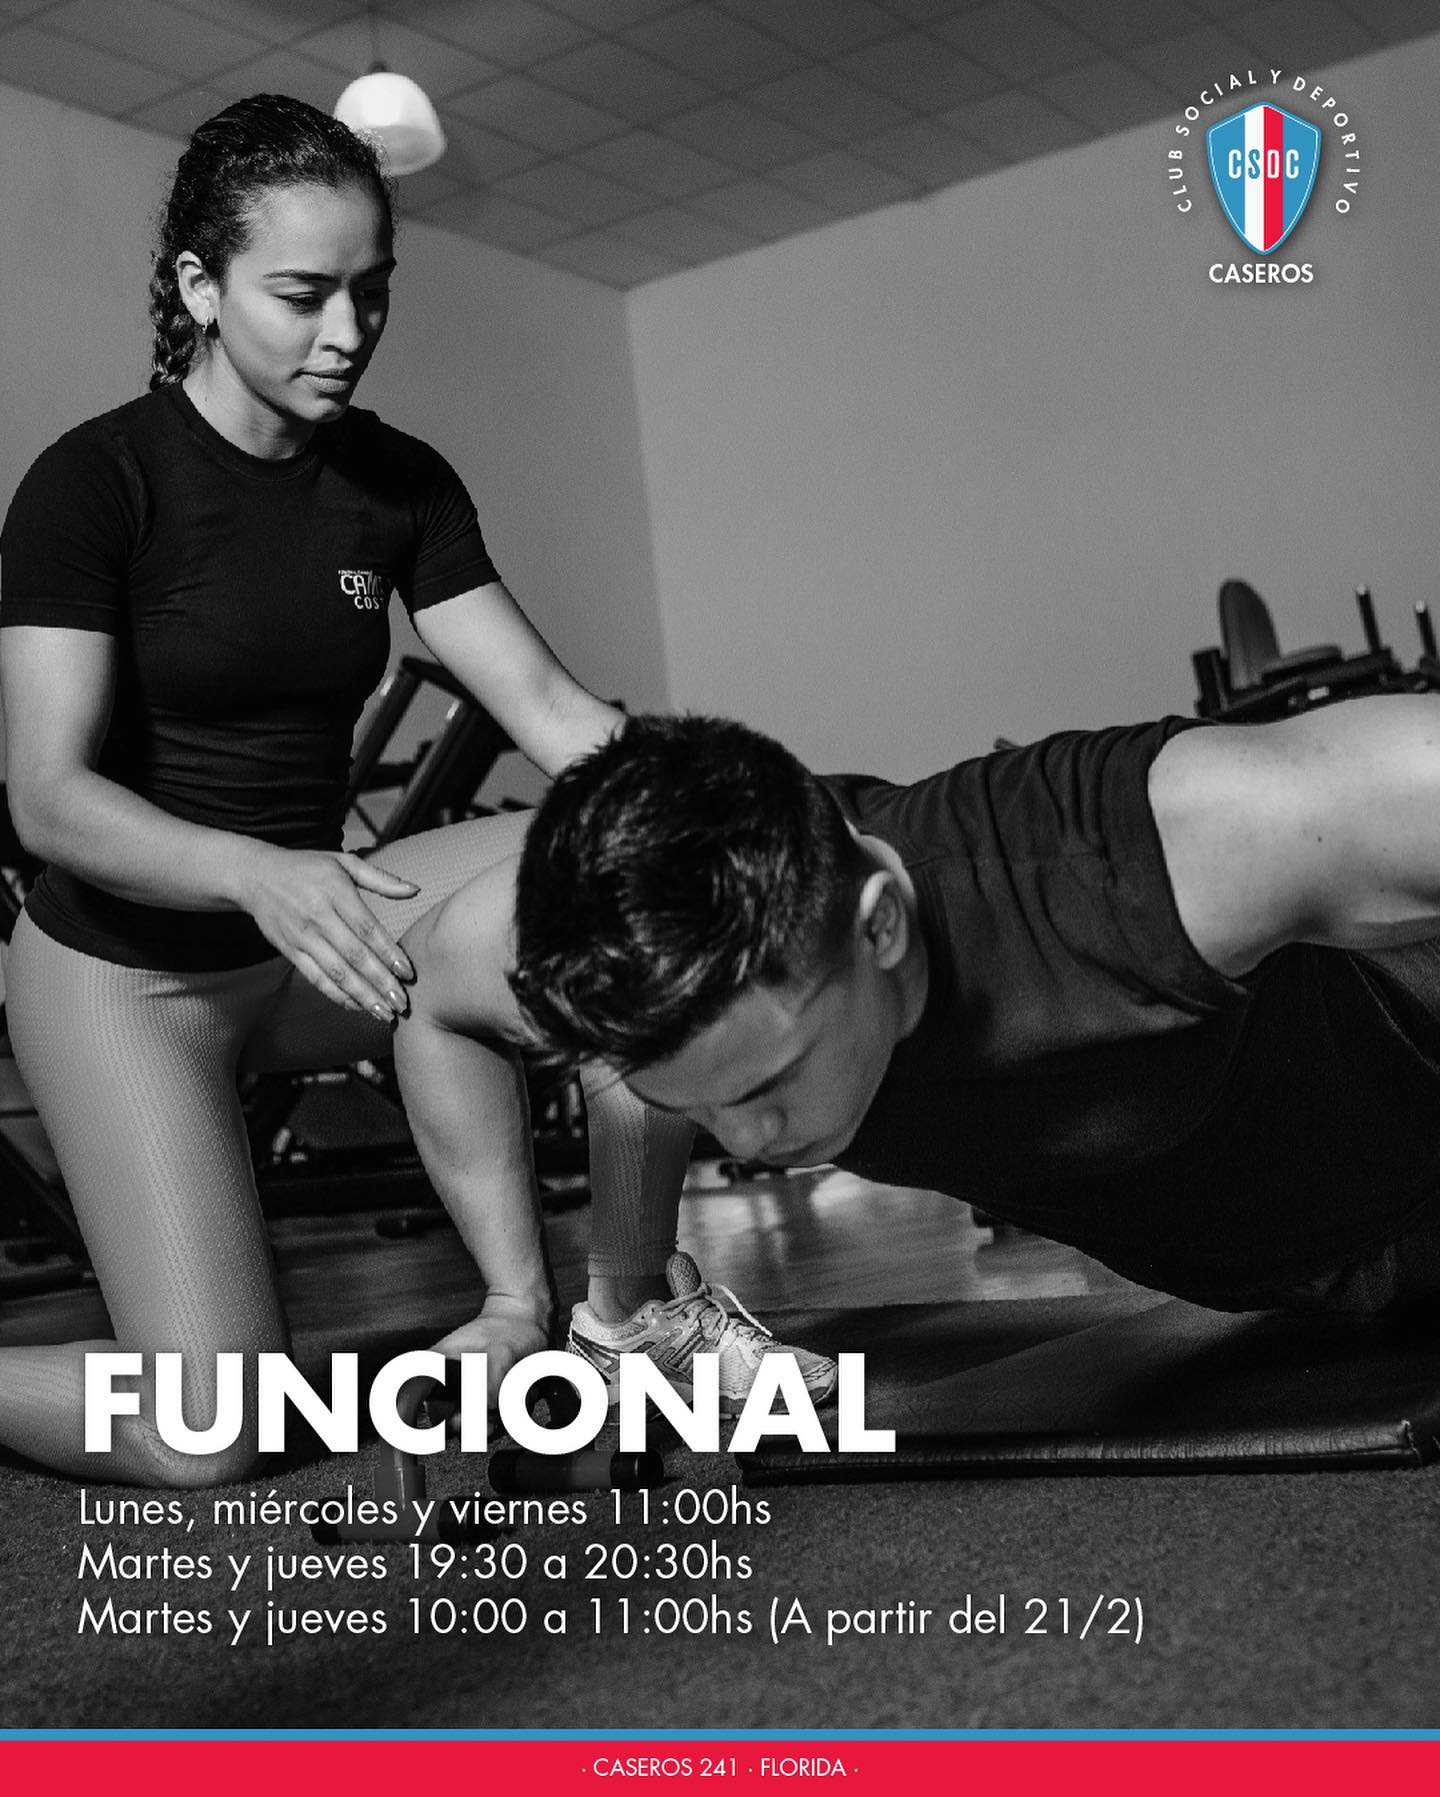 CLUB SOCIAL Y DEPORTIVO
CSDC
CASEROS
FUNCIONAL
Lunes, miércoles y viernes 11:00hs
Martes y jueves 19:30 a 20:30hs
Martes y jueves 10:00 a 11:00hs (A partir del 21/2)
· CASEROS 241 · FLORIDA ·